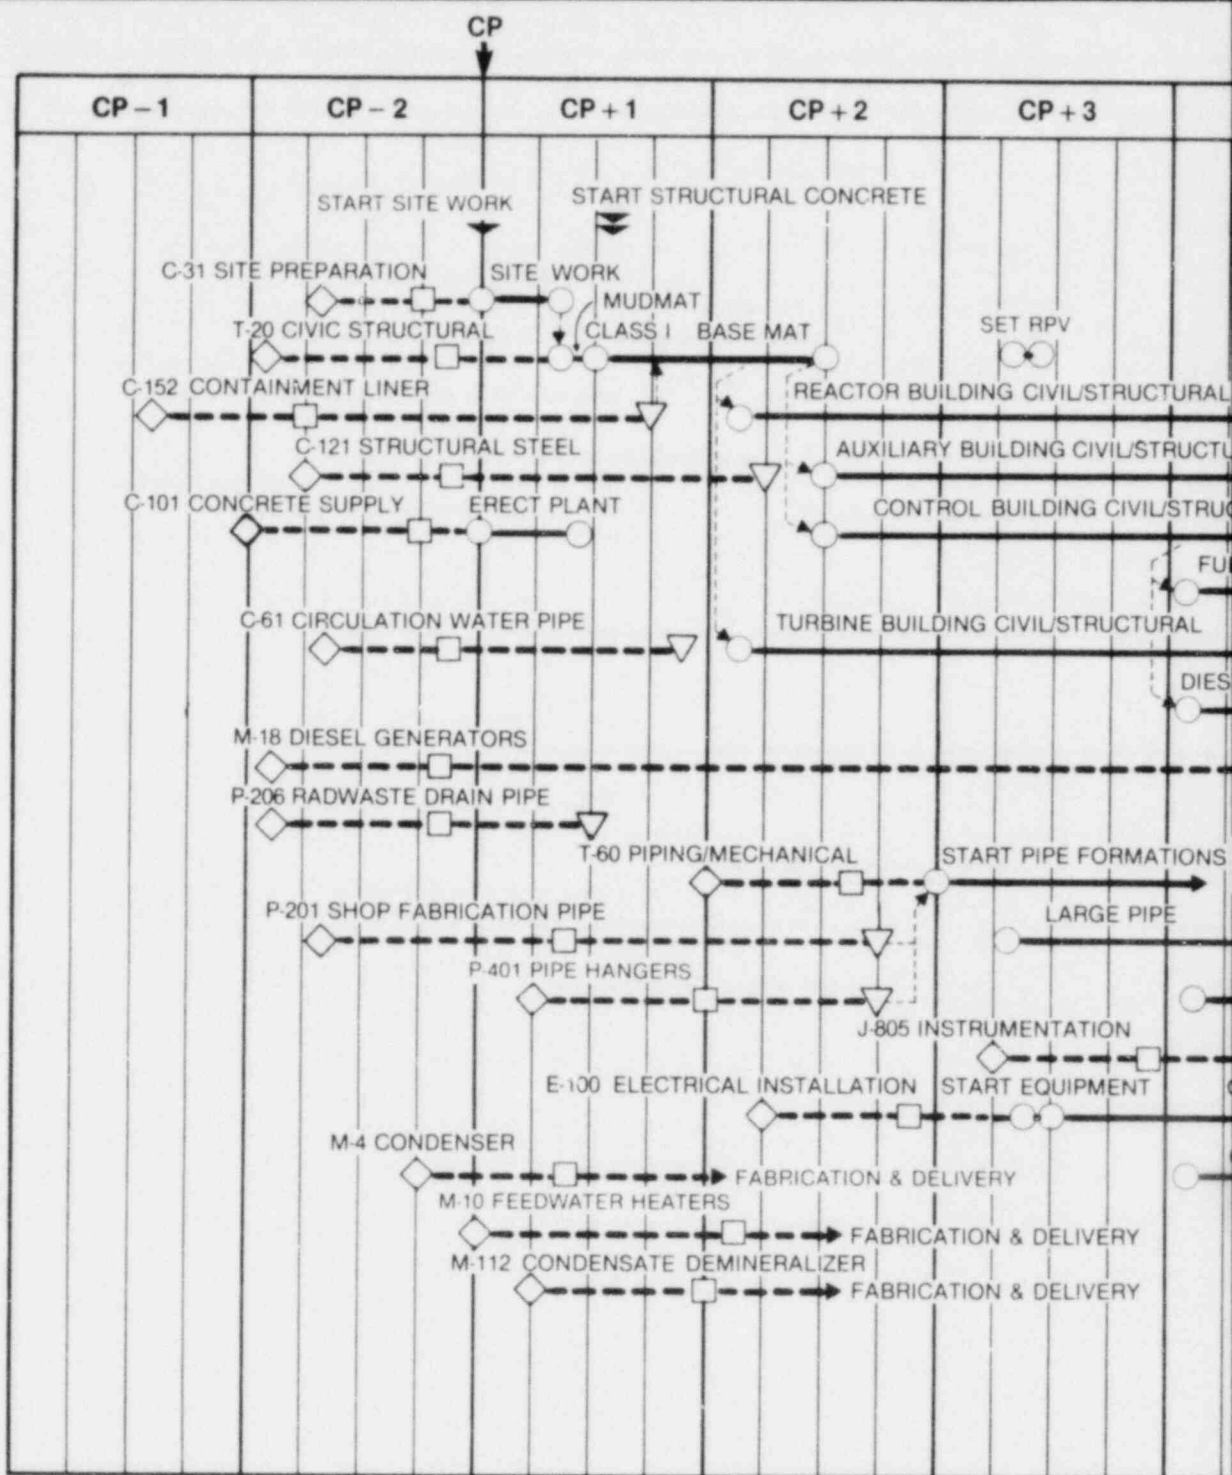 CP
CP – 1 CP – 2 CP + 1 CP + 2 CP + 3
START SITE WORK START STRUCTURAL CONCRETE
C-31 SITE PREPARATION SITE WORK
MUDMAT
T-20 CIVIC STRUCTURAL CLASS I BASE MAT SET RPV
C-152 CONTAINMENT LINER REACTOR BUILDING CIVIL/STRUCTURAL
C-121 STRUCTURAL STEEL AUXILIARY BUILDING CIVIL/STRUCTU
C-101 CONCRETE SUPPLY ERECT PLANT CONTROL BUILDING CIVIL/STRUC
FU
C-61 CIRCULATION WATER PIPE TURBINE BUILDING CIVIL/STRUCTURAL
DIES
M-18 DIESEL GENERATORS
P-206 RADWASTE DRAIN PIPE
T-60 PIPING/MECHANICAL START PIPE FORMATIONS
P-201 SHOP FABRICATION PIPE LARGE PIPE
P-401 PIPE HANGERS
J-805 INSTRUMENTATION
E-100 ELECTRICAL INSTALLATION START EQUIPMENT
M-4 CONDENSER
FABRICATION & DELIVERY
M-10 FEEDWATER HEATERS
FABRICATION & DELIVERY
M-112 CONDENSATE DEMINERALIZER
FABRICATION & DELIVERY